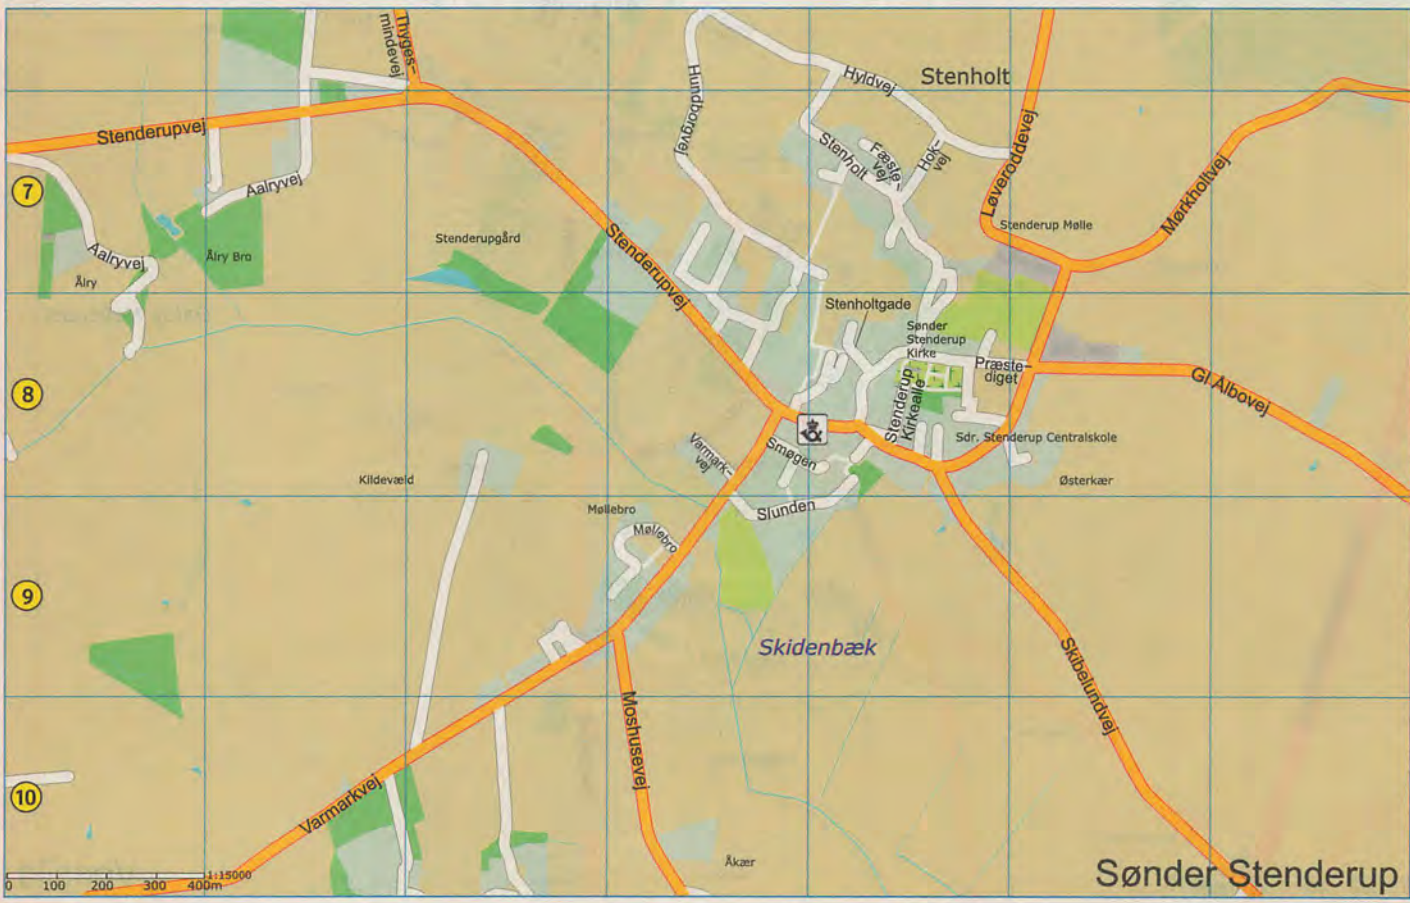 Thyges-
mindevej
Hyldvej
Stenholt
Stenderupvej
Hundborgvej
Stenholt
Fæste-
vej
Hok-
vej
Løveroddevej
Mørkholtvej
7
Aalryvej
Aalryvej
Ålry Bro
Ålry
Stenderupgård
Stenderupvej
Stenderup Mølle
Stenholtgade
Sønder
Stenderup
Kirke
Præste-
diget
Gl.Albovej
8
Stenderup
Kirkealle
Sdr. Stenderup Centralskole
Varmark-
vej
Smøgen
Kildevæld
Østerkær
Møllebro
Møllebro
Slunden
9
Skidenbæk
Skibelundvej
Moshusevej
10
Varmarkvej
Åkær
Sønder Stenderup
1:15000
0 100 200 300 400m